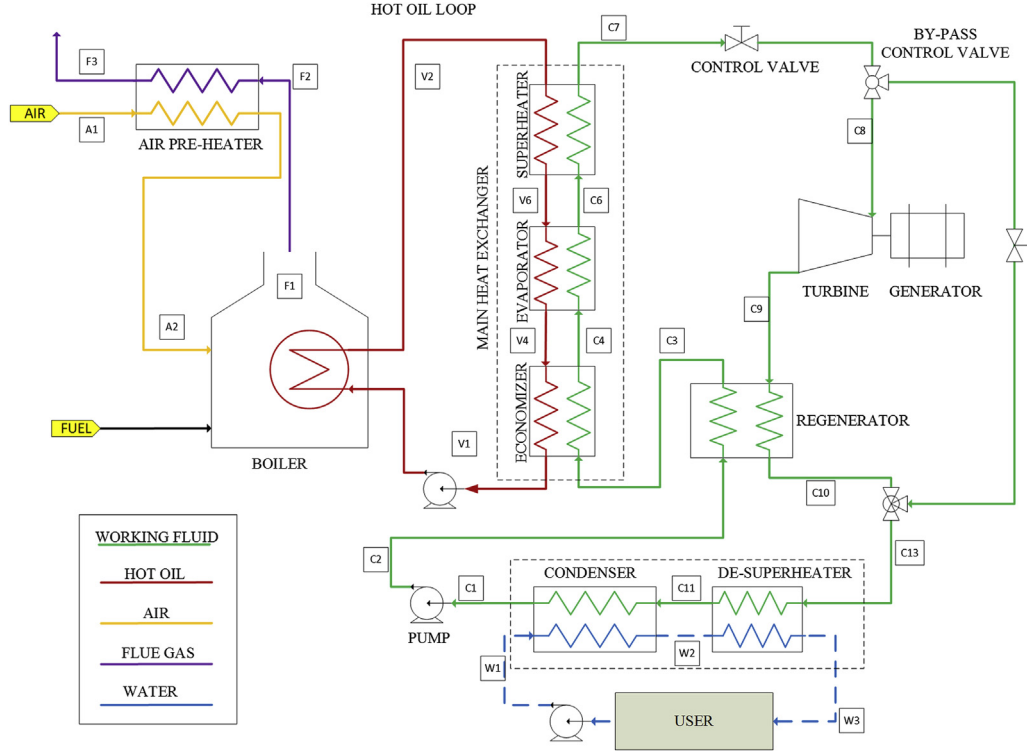 HOT OIL LOOP
C7
BY-PASS
CONTROL VALVE
F3
F2
V2
CONTROL VALVE
AIR
A1
AIR PRE-HEATER
SUPERHEATER
C8
MAIN HEAT EXCHANGER
V6
C6
EVAPORATOR
F1
TURBINE
GENERATOR
C9
A2
V4
C4
C3
ECONOMIZER
REGENERATOR
FUEL
BOILER
V1
C10
WORKING FLUID
HOT OIL
AIR
FLUE GAS
WATER
C2
C13
CONDENSER
DE-SUPERHEATER
C1
C11
PUMP
W1
W2
W3
USER